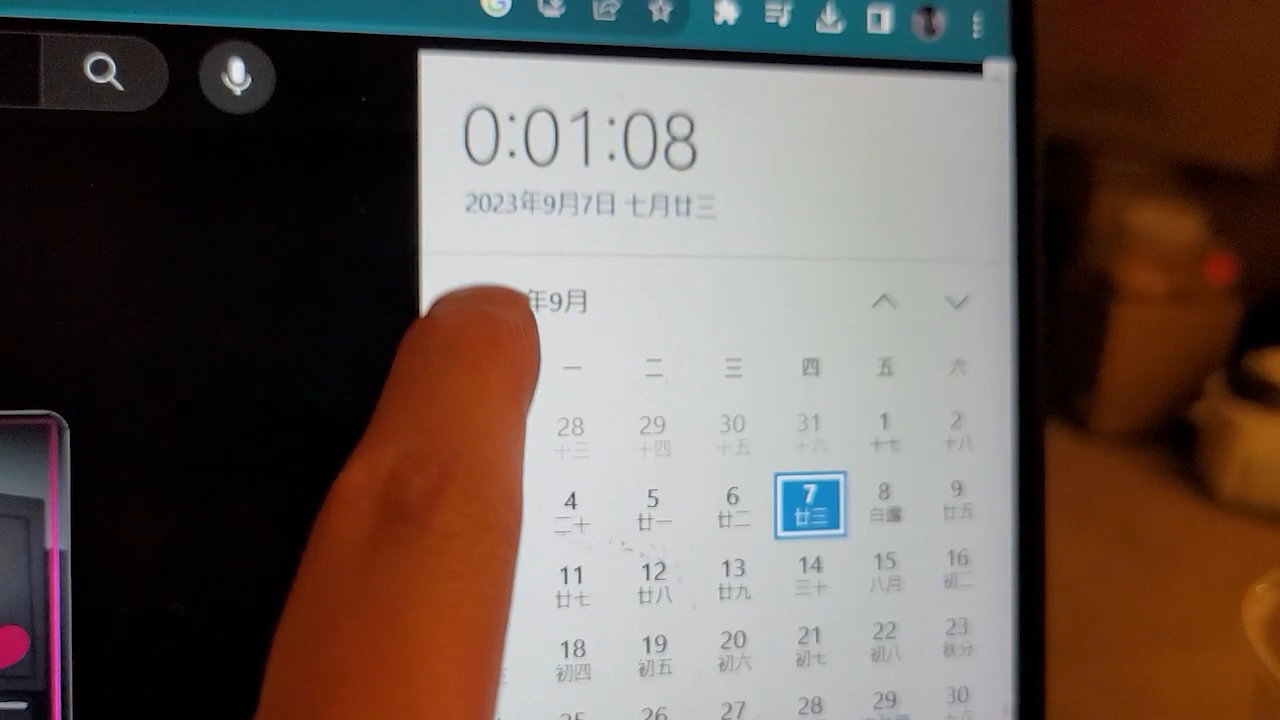 0:01:08
2023年9月7日 七月廿三
年9月
一 二 三 四 五 六
28 29 30 31 1 2
十三 十四 十五 十六 十七 十八
4 5 6 7 8 9
二十 廿一 廿二 廿三 白露 廿五
11 12 13 14 15 16
廿七 廿八 廿九 三十 八月 初二
18 19 20 21 22 23
初四 初五 初六 初七 初八 秋分
25 26 27 28 29 30